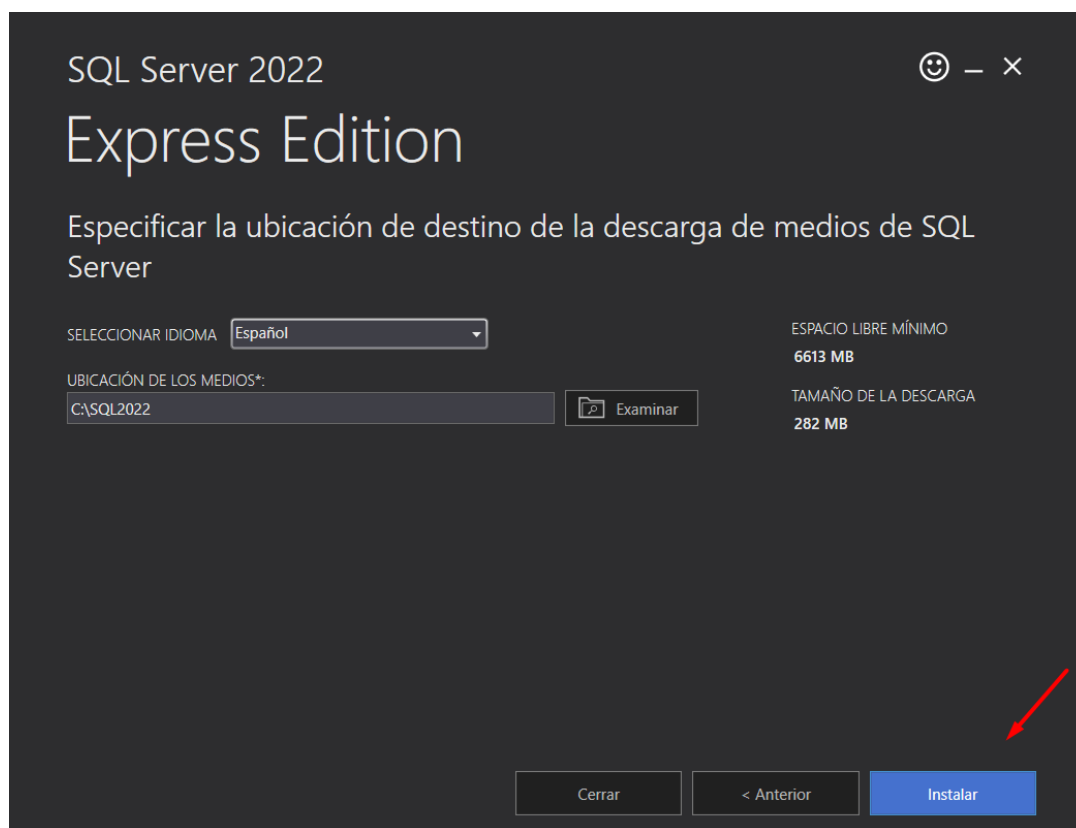 SQL Server 2022
Express Edition
Especificar la ubicación de destino de la descarga de medios de SQL
Server
SELECCIONAR IDIOMA Español
ESPACIO LIBRE MÍNIMO
6613 MB
UBICACIÓN DE LOS MEDIOS*:
C:\SQL2022 Examinar
TAMAÑO DE LA DESCARGA
282 MB
Cerrar < Anterior Instalar